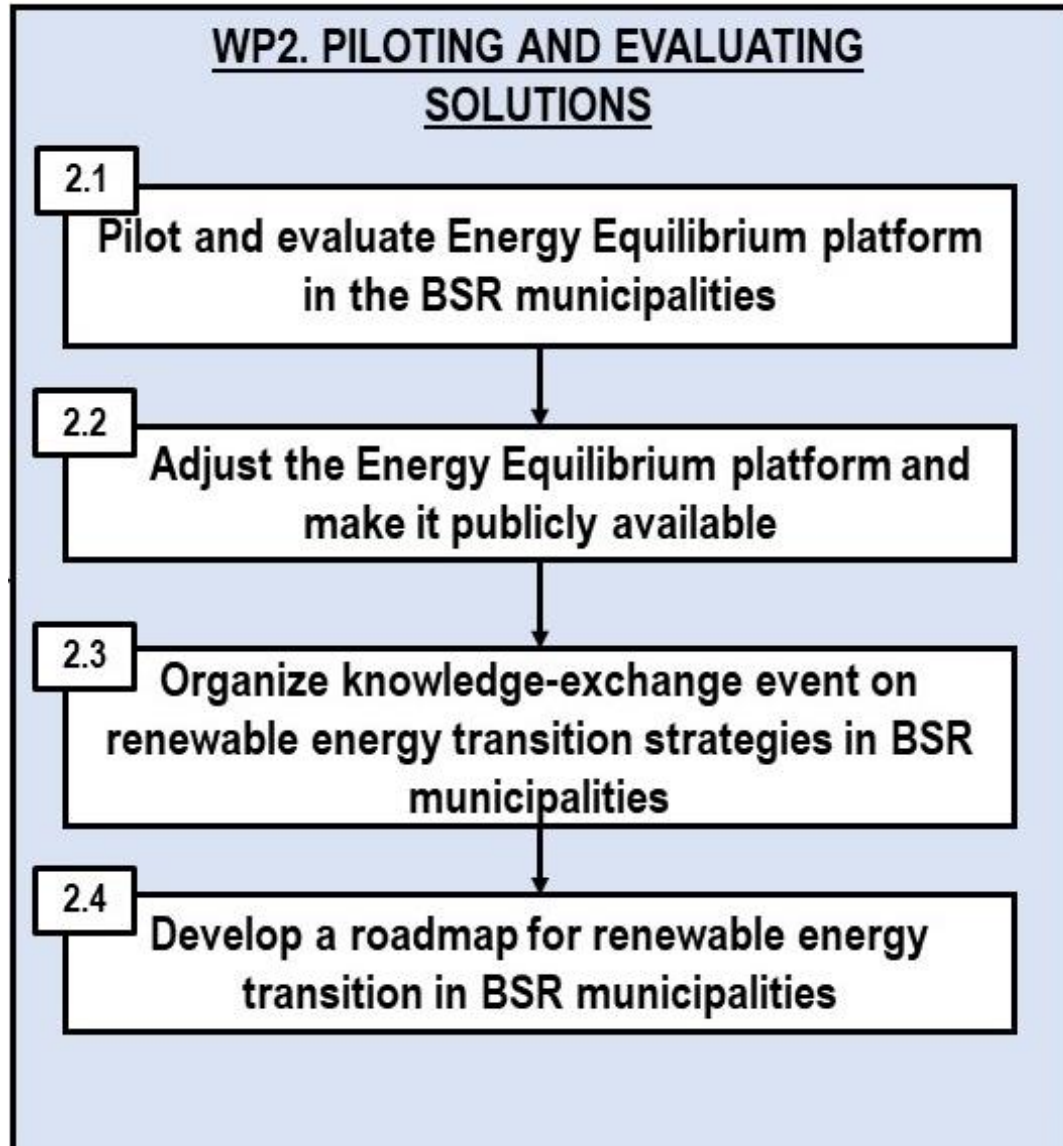 WP2. PILOTING AND EVALUATING
SOLUTIONS
2.1
Pilot and evaluate Energy Equilibrium platform
in the BSR municipalities
2.2
Adjust the Energy Equilibrium platform and
make it publicly available
2.3
Organize knowledge-exchange event on
renewable energy transition strategies in BSR
municipalities
2.4
Develop a roadmap for renewable energy
transition in BSR municipalities